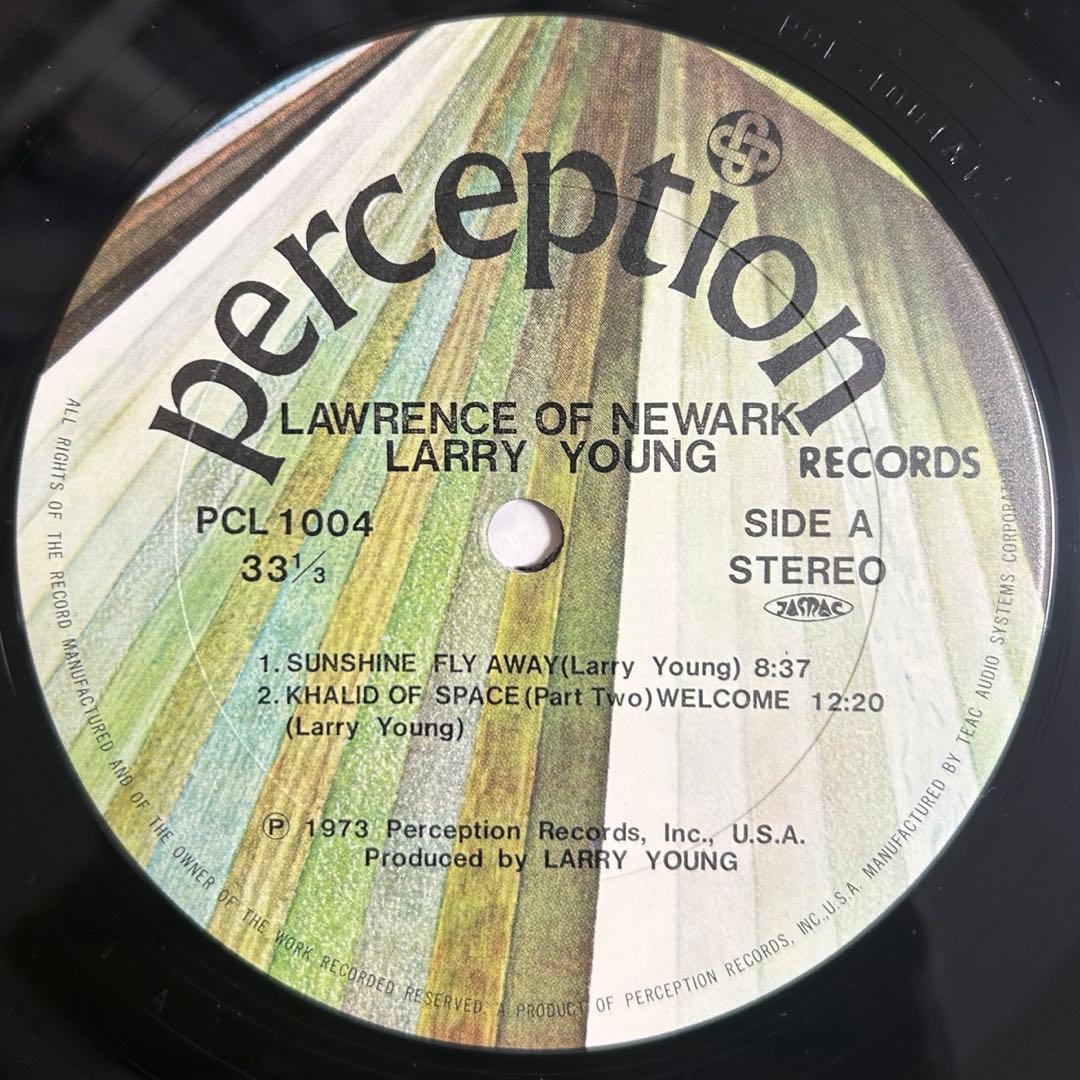 PCL-1004A1
perception
RECORDS
LAWRENCE OF NEWARK
LARRY YOUNG
PCL 1004
33⅓
SIDE A
STEREO
JASRAC
1. SUNSHINE FLY AWAY (Larry Young) 8:37
2. KHALID OF SPACE (Part Two) WELCOME 12:20
(Larry Young)
Ⓟ 1973 Perception Records, Inc., U.S.A.
Produced by LARRY YOUNG
ALL RIGHTS OF THE RECORD MANUFACTURED AND OF THE OWNER OF THE WORK RECORDED RESERVED. A PRODUCT OF PERCEPTION RECORDS, INC., U.S.A. MANUFACTURED BY TEAC AUDIO SYSTEMS CORPORATION